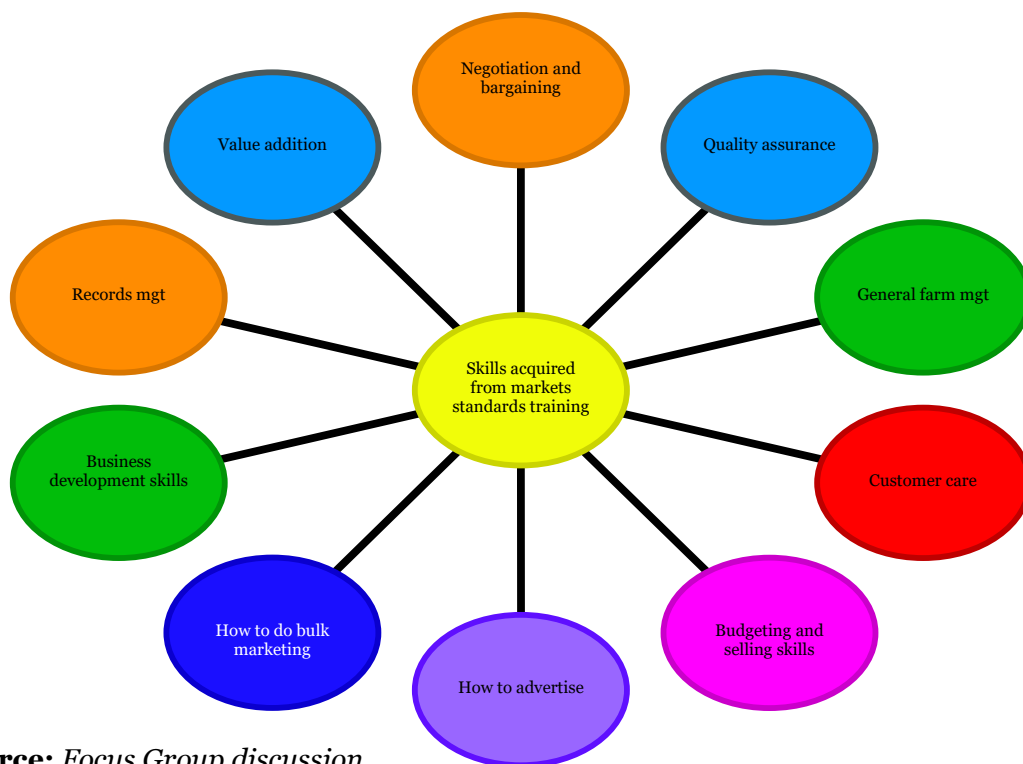 Negotiation and
bargaining
Value addition
Quality assurance
Records mgt
General farm mgt
Skills acquired
from markets
standards training
Business
development skills
Customer care
How to do bulk
marketing
Budgeting and
selling skills
How to advertise
rce: Focus Group discussion